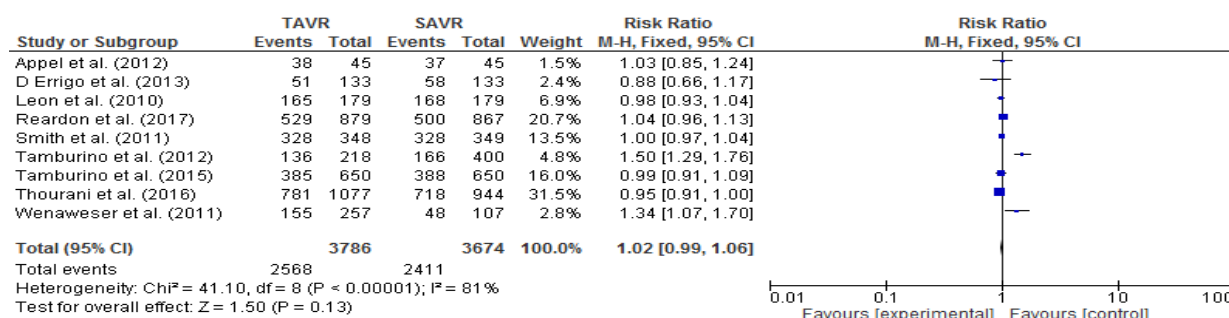 TAVR SAVR Risk Ratio Risk Ratio
Study or Subgroup Events Total Events Total Weight M-H, Fixed, 95% CI M-H, Fixed, 95% CI
Appel et al. (2012) 38 45 37 45 1.5% 1.03 [0.85, 1.24]
D Errigo et al. (2013) 51 133 58 133 2.4% 0.88 [0.66, 1.17]
Leon et al. (2010) 165 179 168 179 6.9% 0.98 [0.93, 1.04]
Reardon et al. (2017) 529 879 500 867 20.7% 1.04 [0.96, 1.13]
Smith et al. (2011) 328 348 328 349 13.5% 1.00 [0.97, 1.04]
Tamburino et al. (2012) 136 218 166 400 4.8% 1.50 [1.29, 1.76]
Tamburino et al. (2015) 385 650 388 650 16.0% 0.99 [0.91, 1.09]
Thourani et al. (2016) 781 1077 718 944 31.5% 0.95 [0.91, 1.00]
Wenaweser et al. (2011) 155 257 48 107 2.8% 1.34 [1.07, 1.70]
Total (95% CI) 3786 3674 100.0% 1.02 [0.99, 1.06]
Total events 2568 2411
Heterogeneity: Chi² = 41.10, df = 8 (P < 0.00001); I² = 81%
Test for overall effect: Z = 1.50 (P = 0.13)
0.01 0.1 1 10 100
Favours [experimental] Favours [control]